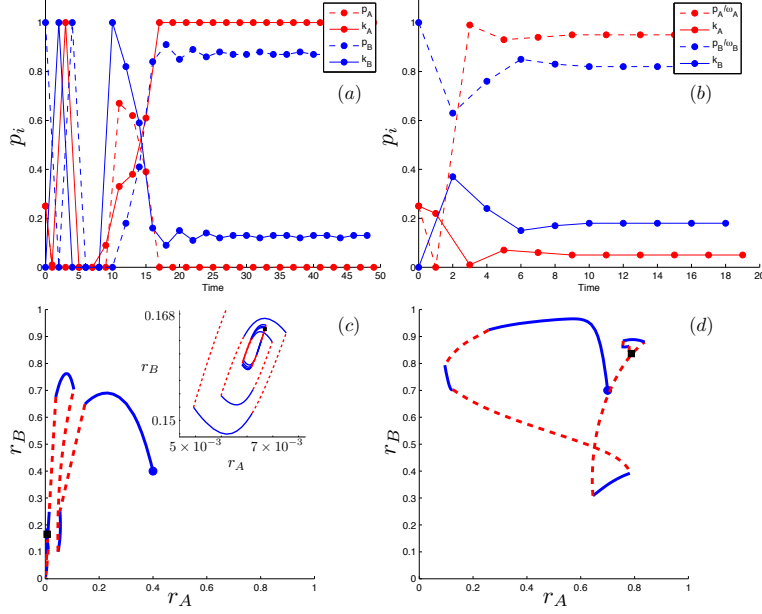 1
0.8
0.6
0.4
0.2
0
p_i
0 5 10 15 20 25 30 35 40 45 50
Time
p_A
k_A
p_B
k_B
(a)
1
0.8
0.6
0.4
0.2
0
p_i
0 2 4 6 8 10 12 14 16 18 20
Time
p_A/ω_A
k_A
p_B/ω_B
k_B
(b)
1
0.9
0.8
0.7
0.6
0.5
0.4
0.3
0.2
0.1
0
r_B
0 0.2 0.4 0.6 0.8 1
r_A
(c)
0.168
r_B
0.15
5 × 10⁻³ 7 × 10⁻³
r_A
1
0.9
0.8
0.7
0.6
0.5
0.4
0.3
0.2
0.1
0
r_B
0 0.2 0.4 0.6 0.8 1
r_A
(d)